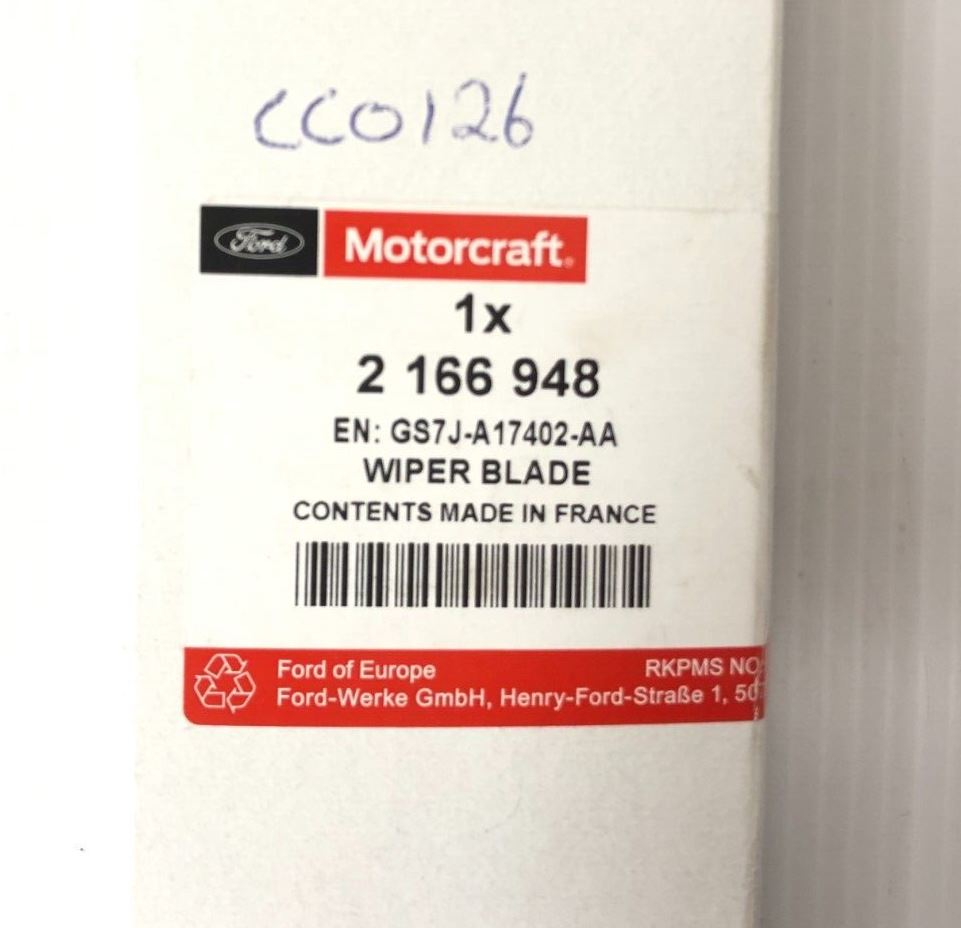 CC0126
Ford Motorcraft®
1x
2 166 948
EN: GS7J-A17402-AA
WIPER BLADE
CONTENTS MADE IN FRANCE
Ford of Europe RKPMS NO
Ford-Werke GmbH, Henry-Ford-Straße 1,